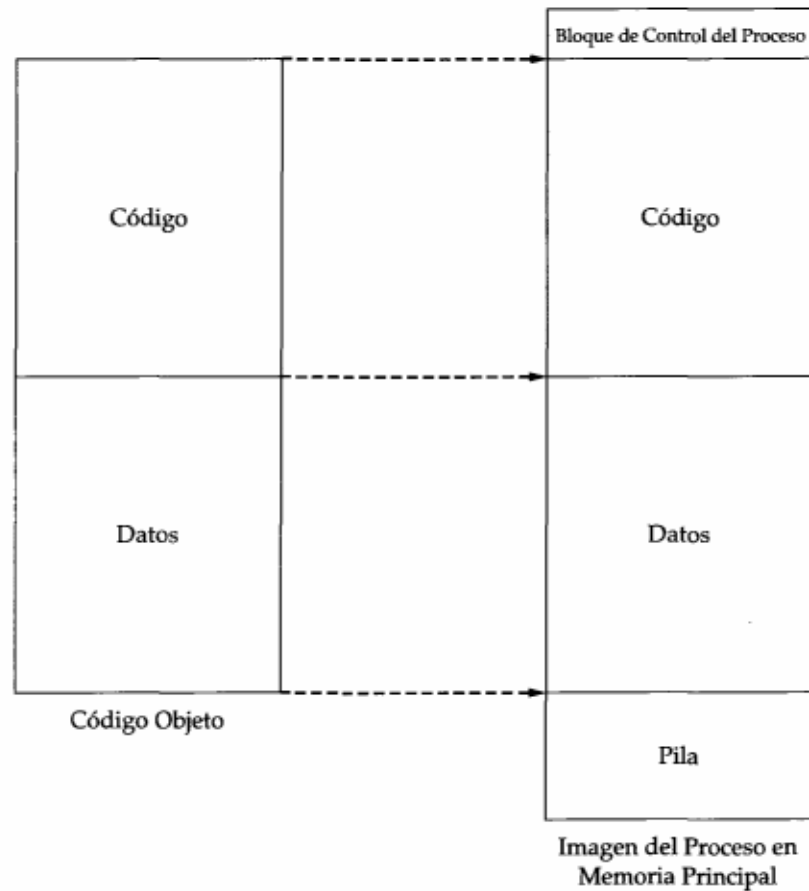 Bloque de Control del Proceso
Código
Código
Datos
Datos
Código Objeto
Pila
Imagen del Proceso en
Memoria Principal